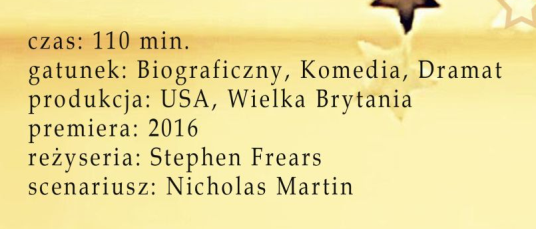 czas: 110 min.
gatunek: Biograficzny, Komedia, Dramat
produkcja: USA, Wielka Brytania
premiera: 2016
reżyseria: Stephen Frears
scenariusz: Nicholas Martin